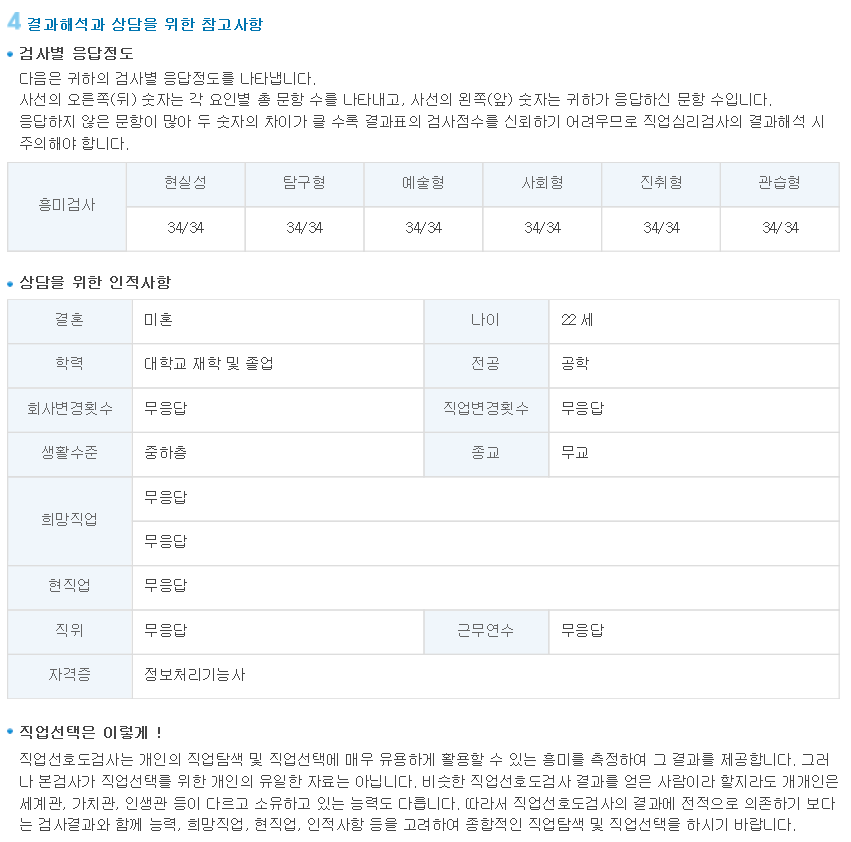 4 결과해석과 상담을 위한 참고사항
• 검사별 응답정도
다음은 귀하의 검사별 응답정도를 나타냅니다.
사선의 오른쪽(뒤) 숫자는 각 요인별 총 문항 수를 나타내고, 사선의 왼쪽(앞) 숫자는 귀하가 응답하신 문항 수입니다.
응답하지 않은 문항이 많아 두 숫자의 차이가 클 수록 결과표의 검사점수를 신뢰하기 어려우므로 직업심리검사의 결과해석 시
주의해야 합니다.
흥미검사 현실성 탐구형 예술형 사회형 진취형 관습형
34/34 34/34 34/34 34/34 34/34 34/34
• 상담을 위한 인적사항
결혼 미혼 나이 22 세
학력 대학교 재학 및 졸업 전공 공학
회사변경횟수 무응답 직업변경횟수 무응답
생활수준 중하층 종교 무교
희망직업 무응답
무응답
현직업 무응답
직위 무응답 근무연수 무응답
자격증 정보처리기능사
• 직업선택은 이렇게 !
직업선호도검사는 개인의 직업탐색 및 직업선택에 매우 유용하게 활용할 수 있는 흥미를 측정하여 그 결과를 제공합니다. 그러
나 본검사가 직업선택을 위한 개인의 유일한 자료는 아닙니다. 비슷한 직업선호도검사 결과를 얻은 사람이라 할지라도 개개인은
세계관, 가치관, 인생관 등이 다르고 소유하고 있는 능력도 다릅니다. 따라서 직업선호도검사의 결과에 전적으로 의존하기 보다
는 검사결과와 함께 능력, 희망직업, 현직업, 인적사항 등을 고려하여 종합적인 직업탐색 및 직업선택을 하시기 바랍니다.